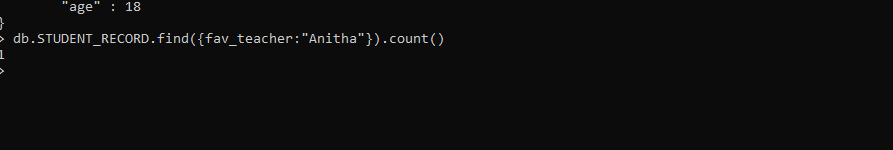 "age" : 18
}
> db.STUDENT_RECORD.find({fav_teacher:"Anitha"}).count()
1
>